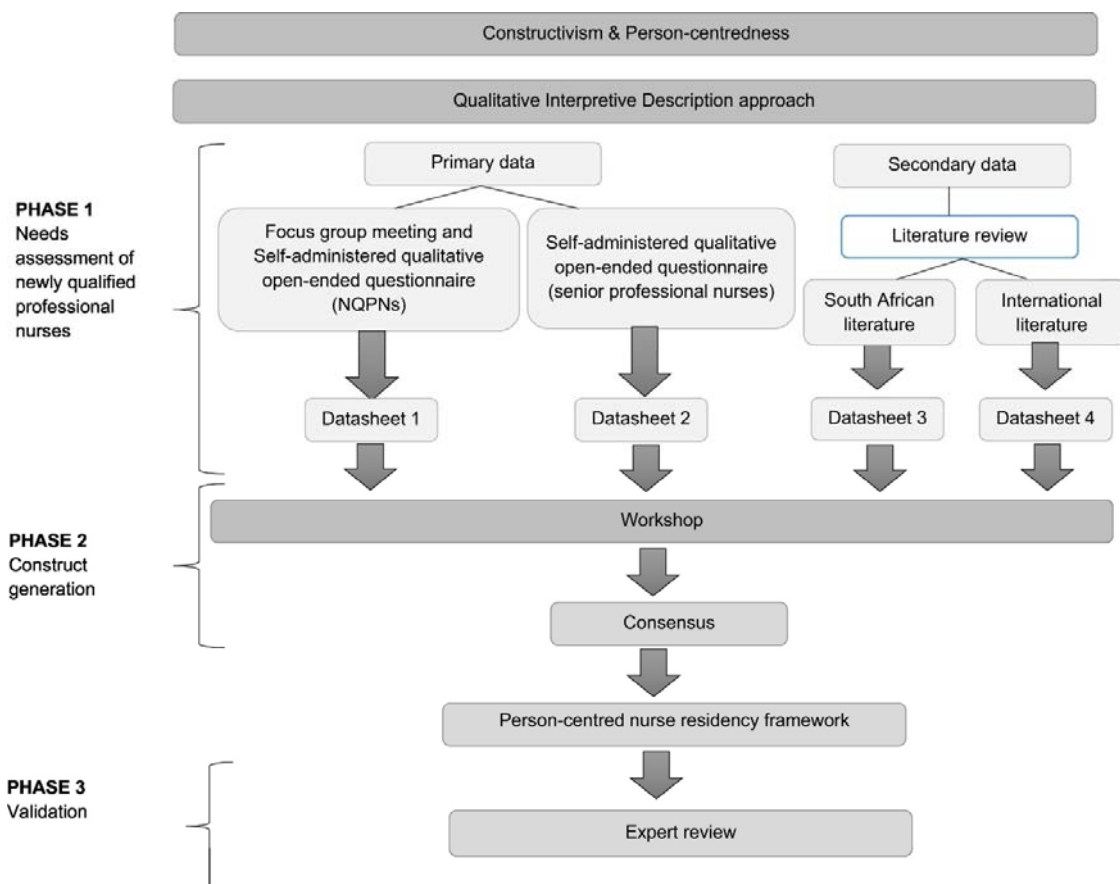 Constructivism & Person-centredness
Qualitative Interpretive Description approach
PHASE 1
Needs
assessment of
newly qualified
professional
nurses
Primary data
Secondary data
Focus group meeting and
Self-administered qualitative
open-ended questionnaire
(NQPNs)
Self-administered qualitative
open-ended questionnaire
(senior professional nurses)
Literature review
South African
literature
International
literature
Datasheet 1
Datasheet 2
Datasheet 3
Datasheet 4
PHASE 2
Construct
generation
Workshop
Consensus
Person-centred nurse residency framework
PHASE 3
Validation
Expert review